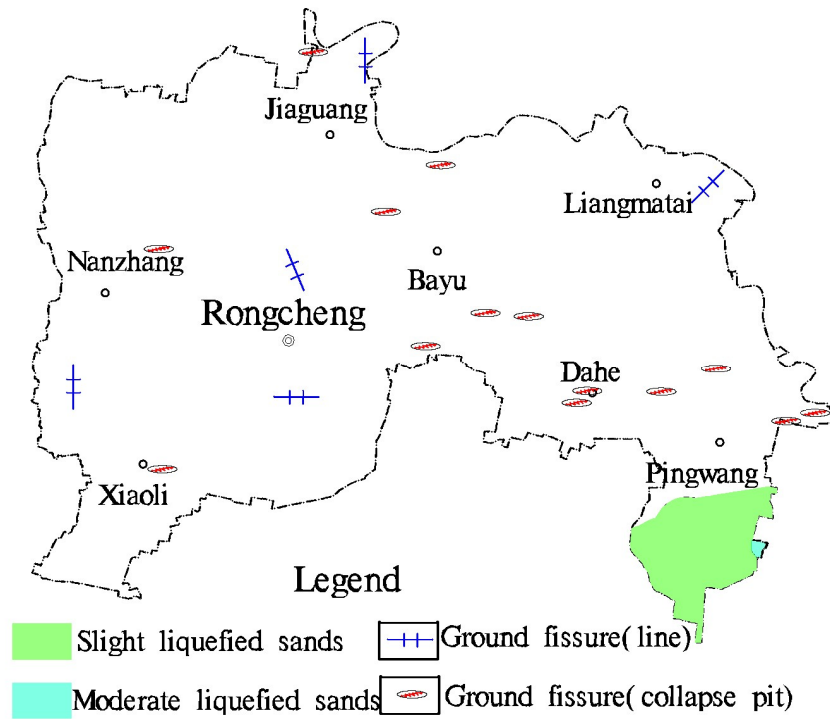 Jiaguang
Liangmatai
Nanzhang
Bayu
Rongcheng
Dahe
Pingwang
Xiaoli
Legend
Slight liquefied sands
Ground fissure(line)
Moderate liquefied sands
Ground fissure(collapse pit)